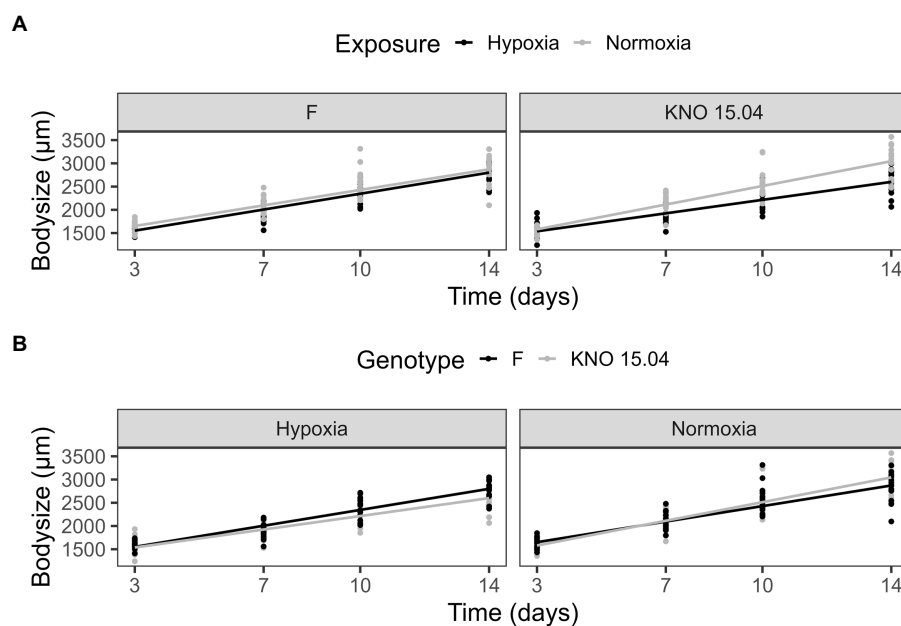 A
Exposure Hypoxia Normoxia
F KNO 15.04
3500
3000
2500
2000
1500
Bodysize (µm)
3 7 10 14 3 7 10 14
Time (days)
B
Genotype F KNO 15.04
Hypoxia Normoxia
3500
3000
2500
2000
1500
Bodysize (µm)
3 7 10 14 3 7 10 14
Time (days)